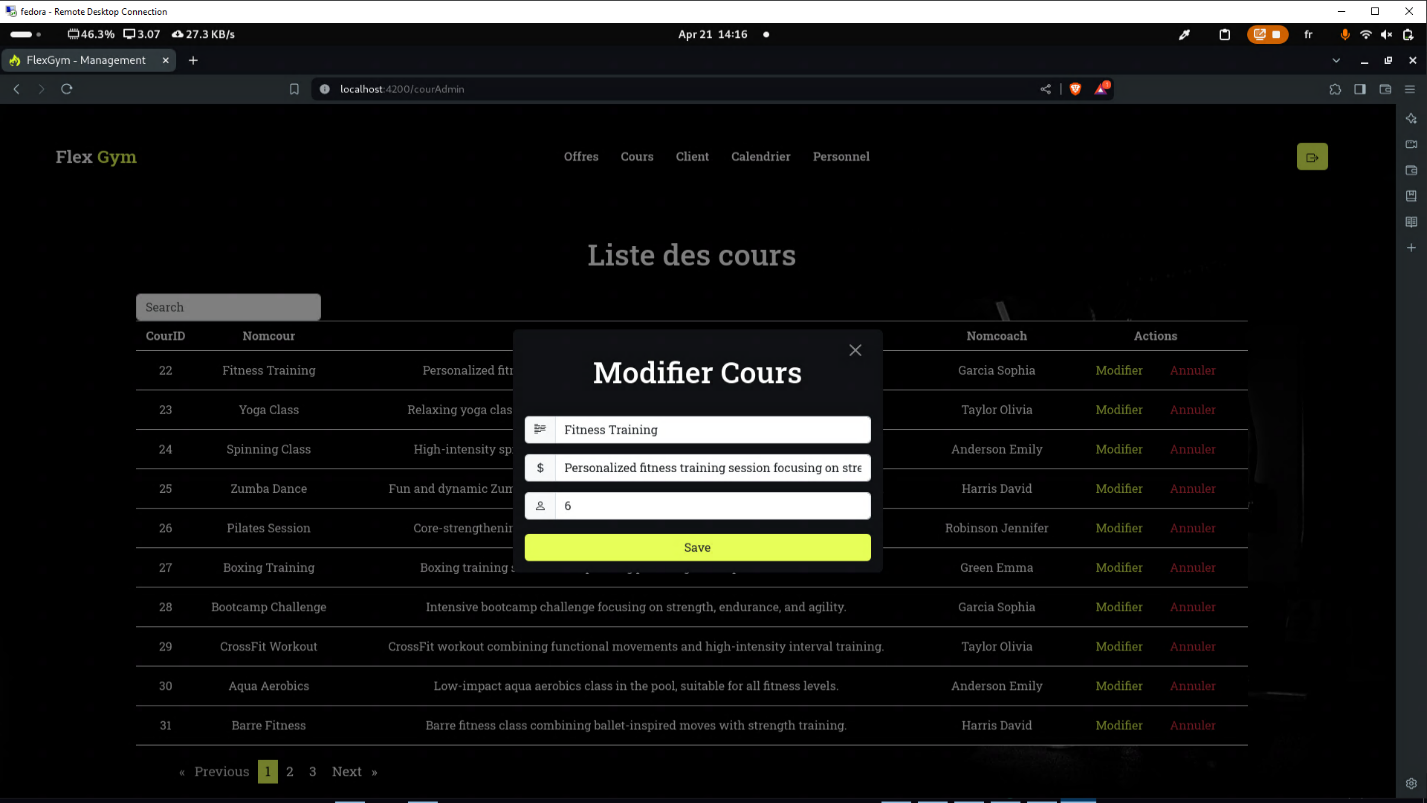 fedora - Remote Desktop Connection
46.3% 3.07 27.3 KB/s Apr 21 14:16 fr
FlexGym - Management
localhost:4200/courAdmin
Flex Gym Offres Cours Client Calendrier Personnel
Liste des cours
Search
CourID Nomcour Nomcoach Actions
22 Fitness Training Personalized fitn Garcia Sophia Modifier Annuler
23 Yoga Class Relaxing yoga clas Taylor Olivia Modifier Annuler
24 Spinning Class High-intensity sp Anderson Emily Modifier Annuler
25 Zumba Dance Fun and dynamic Zum Harris David Modifier Annuler
26 Pilates Session Core-strengthenin Robinson Jennifer Modifier Annuler
27 Boxing Training Boxing training Green Emma Modifier Annuler
28 Bootcamp Challenge Intensive bootcamp challenge focusing on strength, endurance, and agility. Garcia Sophia Modifier Annuler
29 CrossFit Workout CrossFit workout combining functional movements and high-intensity interval training. Taylor Olivia Modifier Annuler
30 Aqua Aerobics Low-impact aqua aerobics class in the pool, suitable for all fitness levels. Anderson Emily Modifier Annuler
31 Barre Fitness Barre fitness class combining ballet-inspired moves with strength training. Harris David Modifier Annuler
Modifier Cours
Fitness Training
$ Personalized fitness training session focusing on stre
6
Save
« Previous 1 2 3 Next »